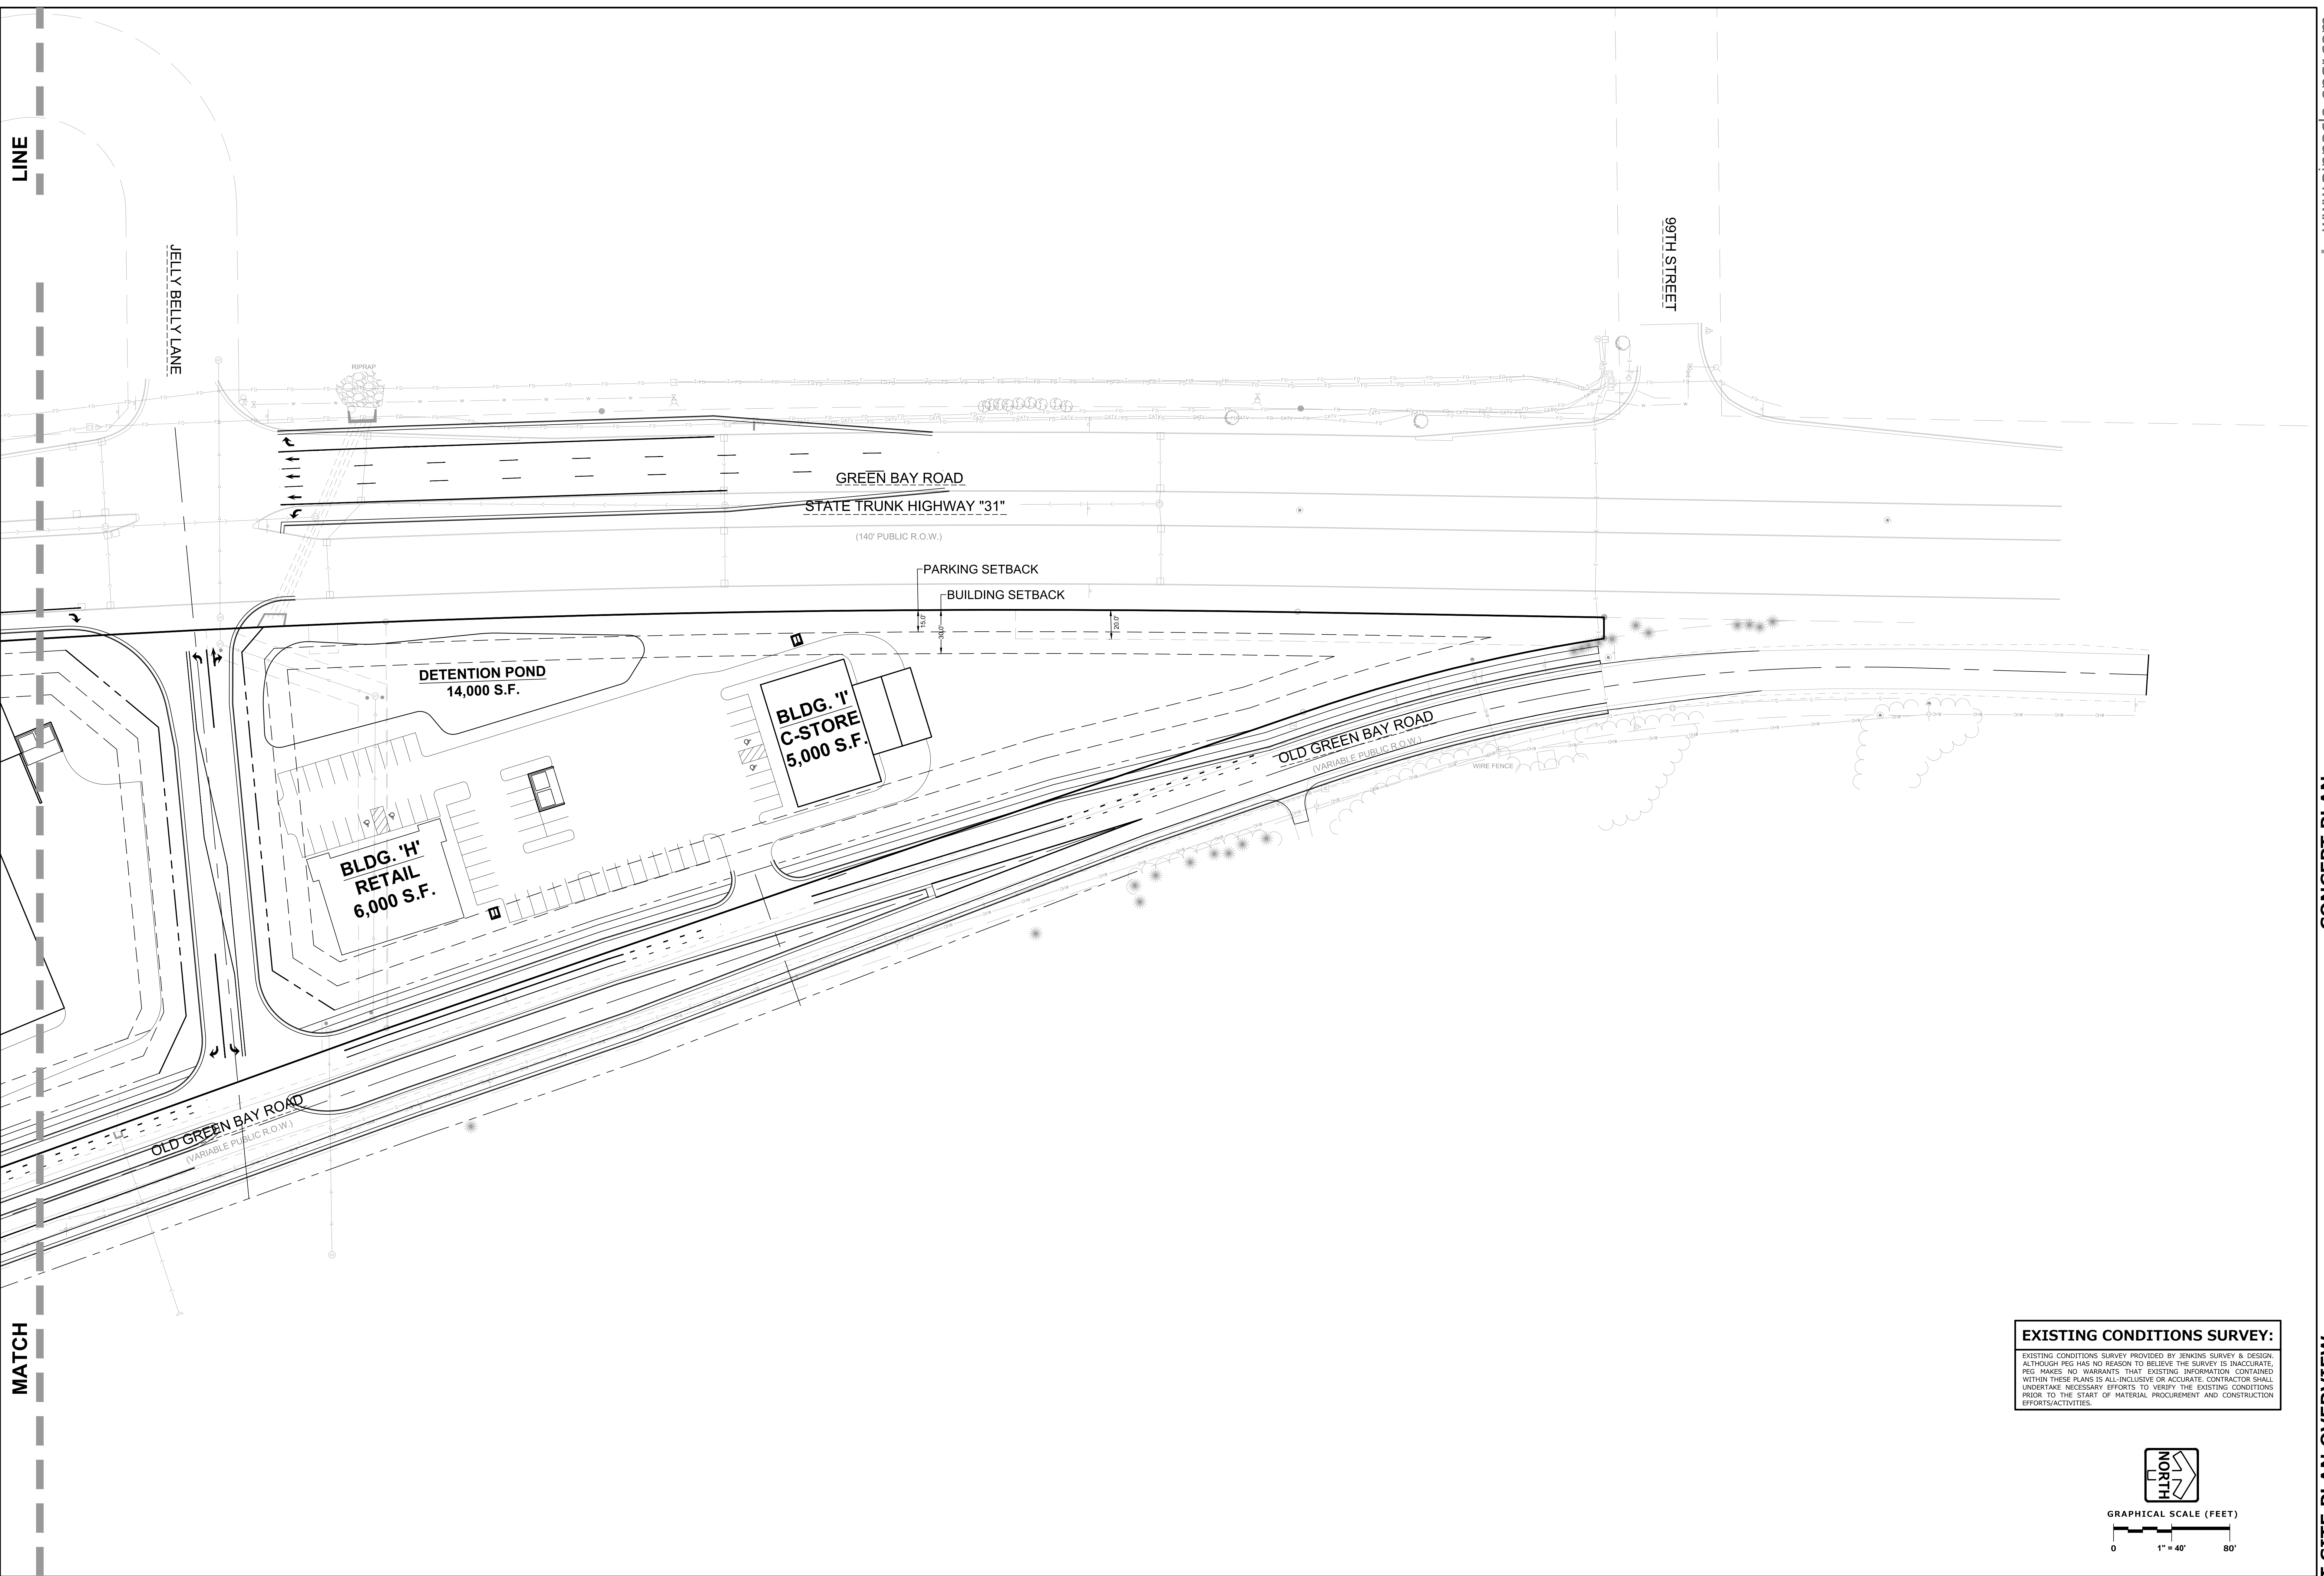 LINE
JELLY BELLY LANE
99TH STREET
RIPRAP
GREEN BAY ROAD
STATE TRUNK HIGHWAY "31"
(140' PUBLIC R.O.W.)
PARKING SETBACK
BUILDING SETBACK
15.0'
30.0'
20.0'
DETENTION POND
14,000 S.F.
BLDG. 'I'
C-STORE
5,000 S.F.
BLDG. 'H'
RETAIL
6,000 S.F.
OLD GREEN BAY ROAD
(VARIABLE PUBLIC R.O.W.)
WIRE FENCE
OLD GREEN BAY ROAD
(VARIABLE PUBLIC R.O.W.)
MATCH
EXISTING CONDITIONS SURVEY:
EXISTING CONDITIONS SURVEY PROVIDED BY JENKINS SURVEY & DESIGN.
ALTHOUGH PEG HAS NO REASON TO BELIEVE THE SURVEY IS INACCURATE,
PEG MAKES NO WARRANTS THAT EXISTING INFORMATION CONTAINED
WITHIN THESE PLANS IS ALL-INCLUSIVE OR ACCURATE. CONTRACTOR SHALL
UNDERTAKE NECESSARY EFFORTS TO VERIFY THE EXISTING CONDITIONS
PRIOR TO THE START OF MATERIAL PROCUREMENT AND CONSTRUCTION
EFFORTS/ACTIVITIES.
NORTH
GRAPHICAL SCALE (FEET)
0 1" = 40' 80'